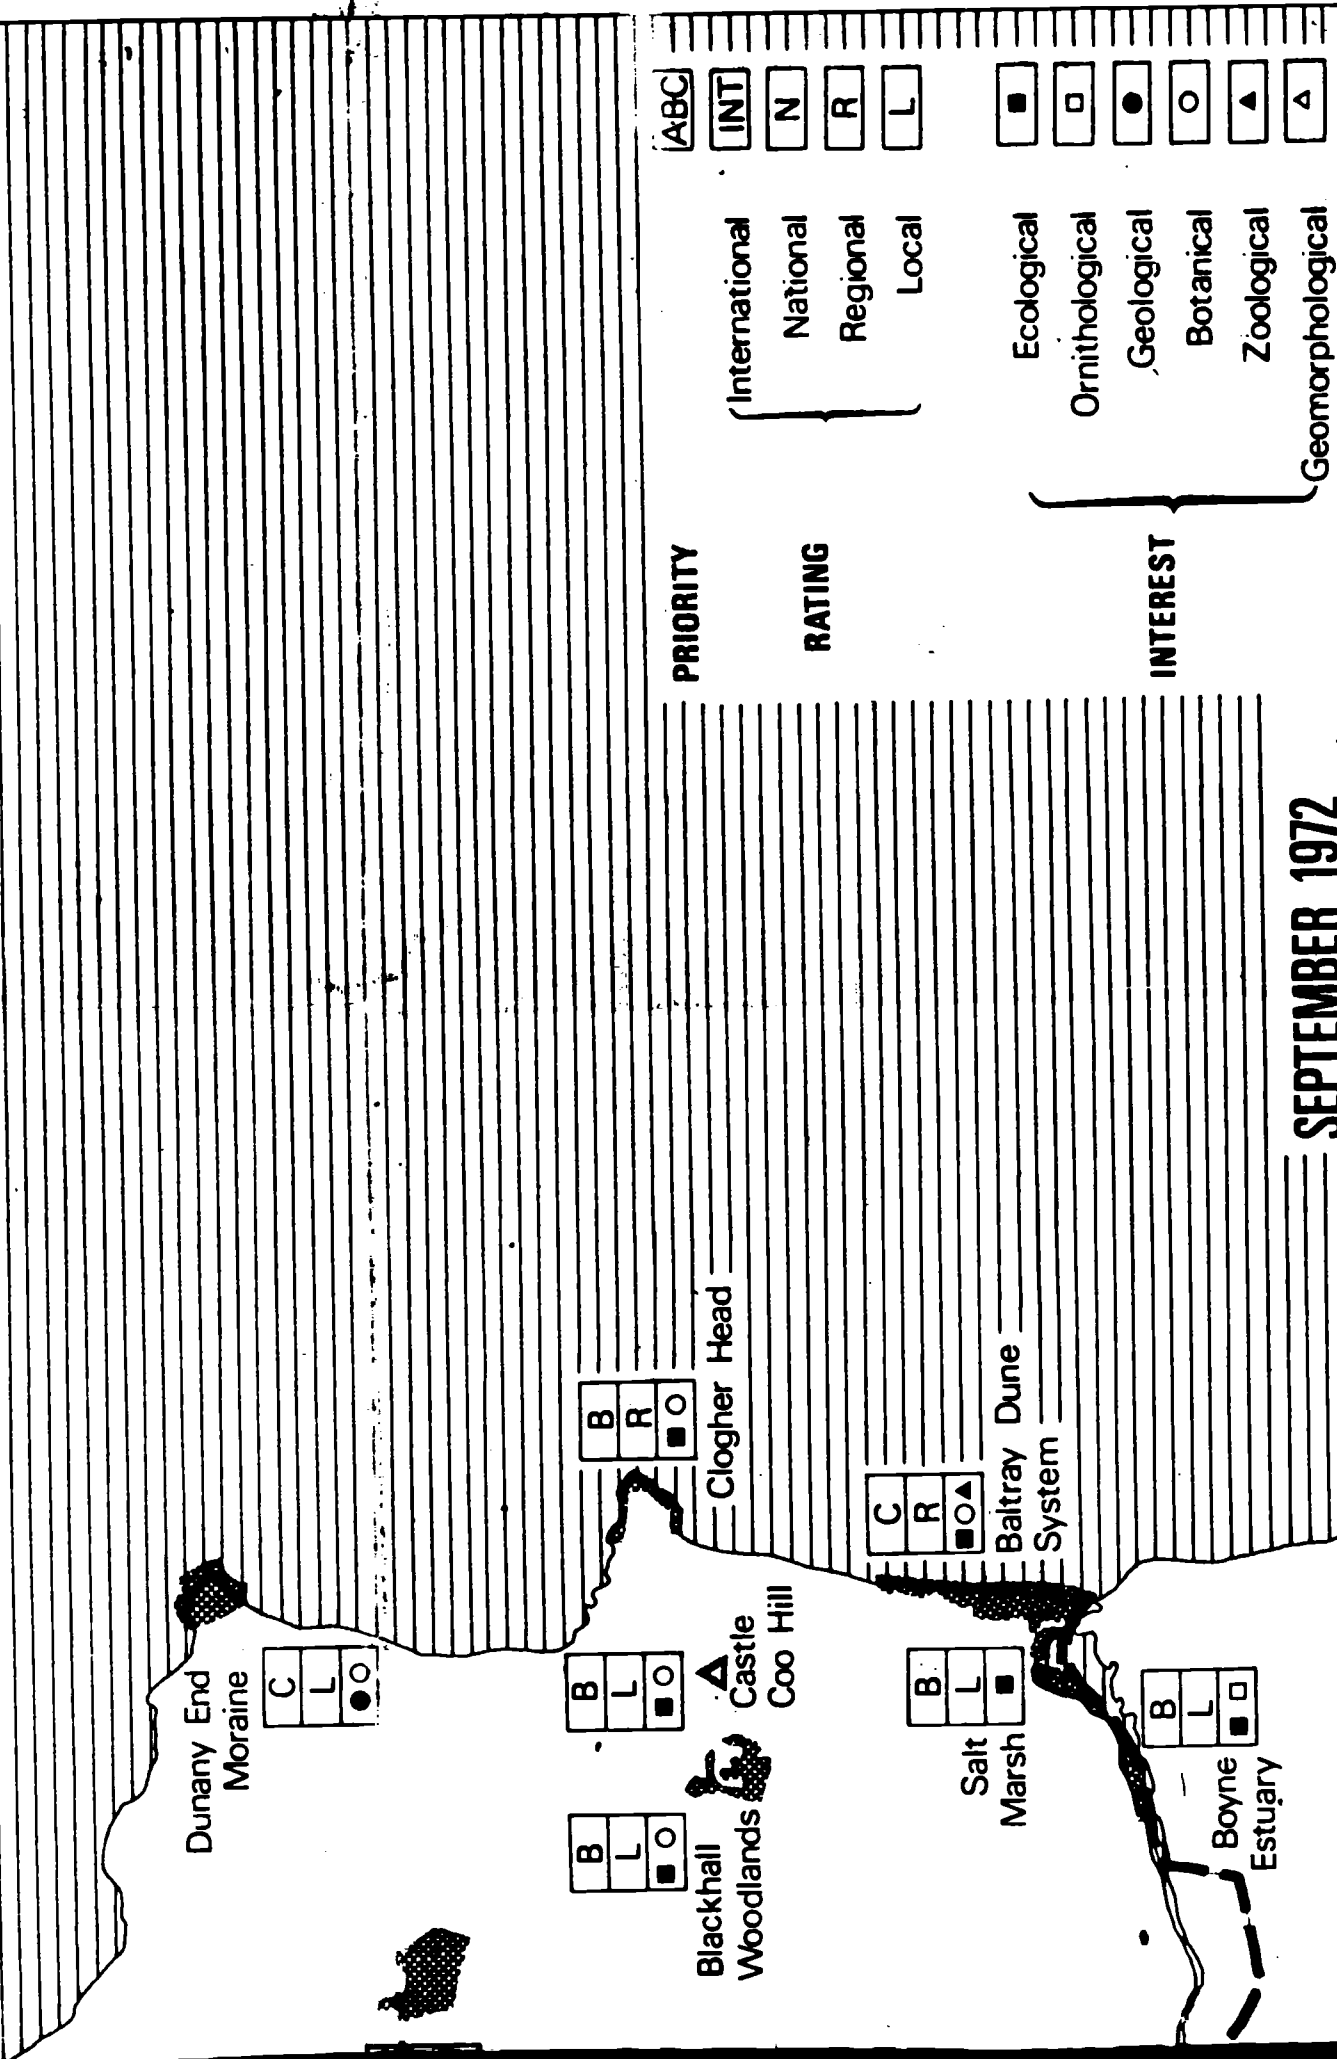 Dunany End
Moraine
C
L
B
R
Clogher Head
B
L
Castle
Coo Hill
B
L
Blackhall
Woodlands
C
R
Baltray Dune
System
B
L
Salt
Marsh
B
L
Boyne
Estuary
PRIORITY
ABC
RATING
International
INT
National
N
Regional
R
Local
L
INTEREST
Ecological
Ornithological
Geological
Botanical
Zoological
Geomorphological
SEPTEMBER 1972